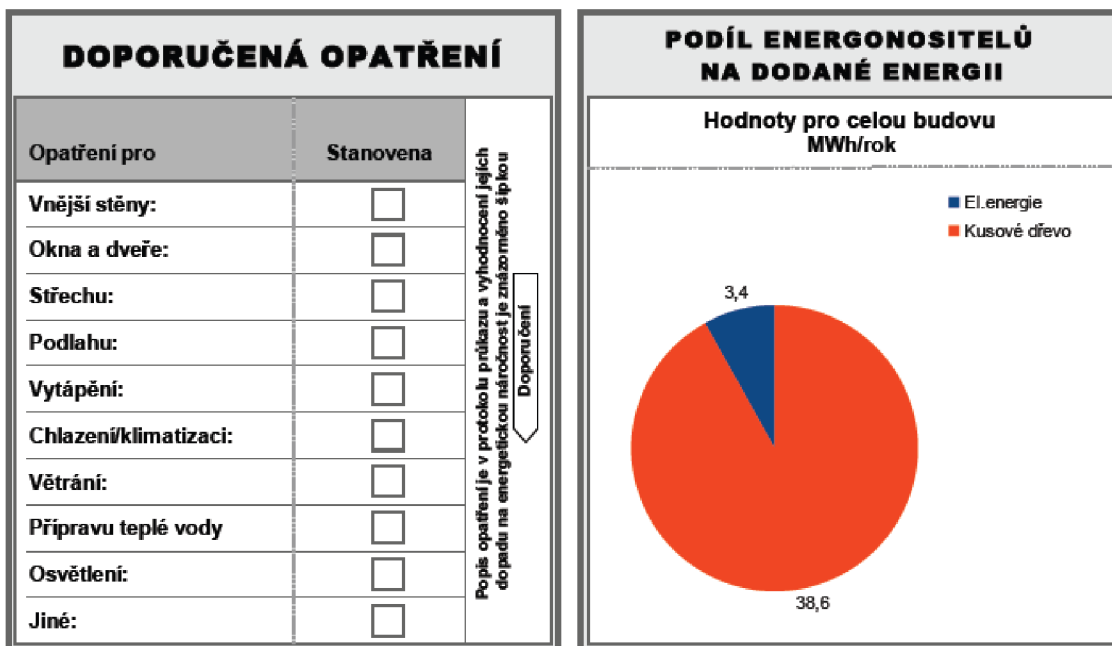 DOPORUČENÁ OPATŘENÍ
Opatření pro
Stanovena
Vnější stěny:
Okna a dveře:
Střechu:
Podlahu:
Vytápění:
Chlazení/klimatizaci:
Větrání:
Přípravu teplé vody
Osvětlení:
Jiné:
Popis opatření je v protokolu průkazu a vyhodnocení jejich
dopadu na energetickou náročnost je znázorněno šipkou
Doporučení
PODÍL ENERGONOSITELŮ
NA DODANÉ ENERGII
Hodnoty pro celou budovu
MWh/rok
El.energie
Kusové dřevo
3,4
38,6